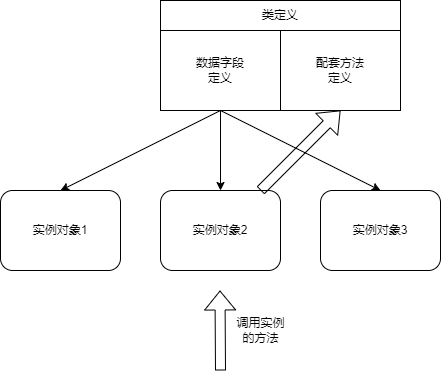 类定义
数据字段
定义
配套方法
定义
实例对象1
实例对象2
实例对象3
调用实例
的方法